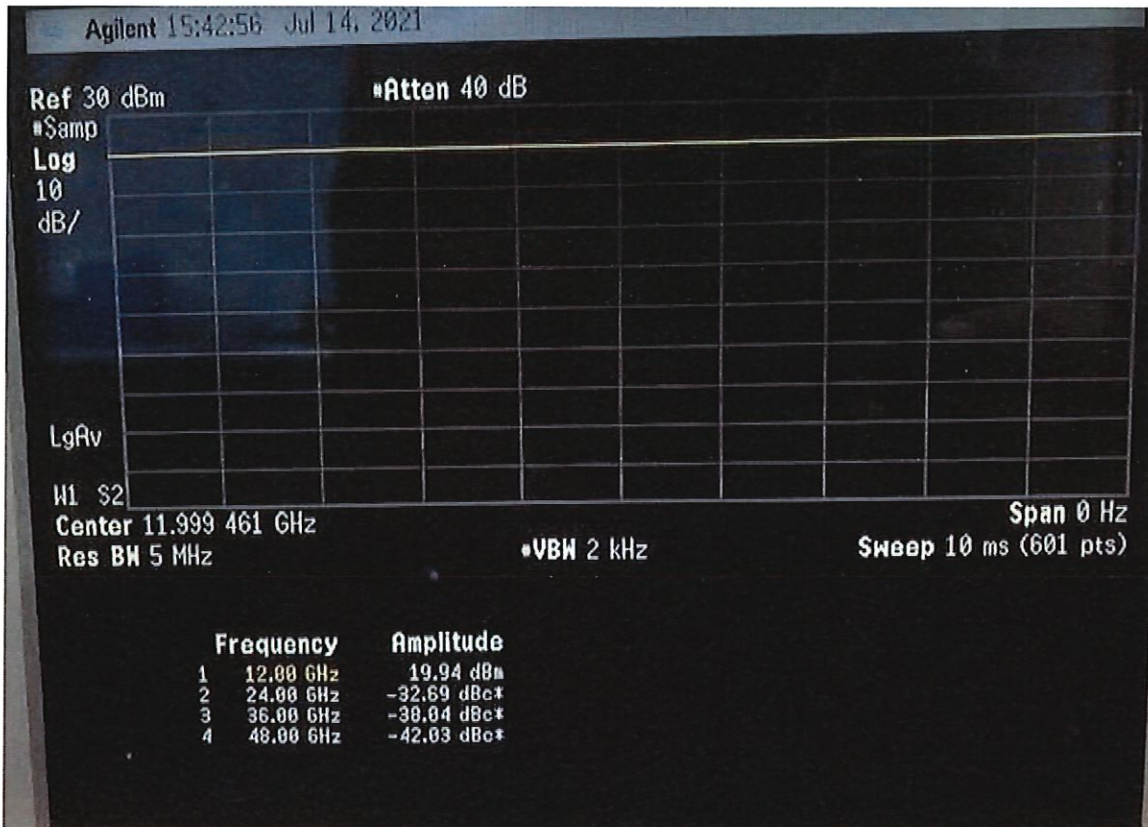 Agilent 15:42:56 Jul 14, 2021
Ref 30 dBm #Atten 40 dB
#Samp
Log
10
dB/
LgAv
W1 S2
Center 11.999 461 GHz Span 0 Hz
Res BW 5 MHz #VBW 2 kHz Sweep 10 ms (601 pts)
Frequency Amplitude
1 12.00 GHz 19.94 dBm
2 24.00 GHz -32.69 dBc*
3 36.00 GHz -38.04 dBc*
4 48.00 GHz -42.03 dBc*